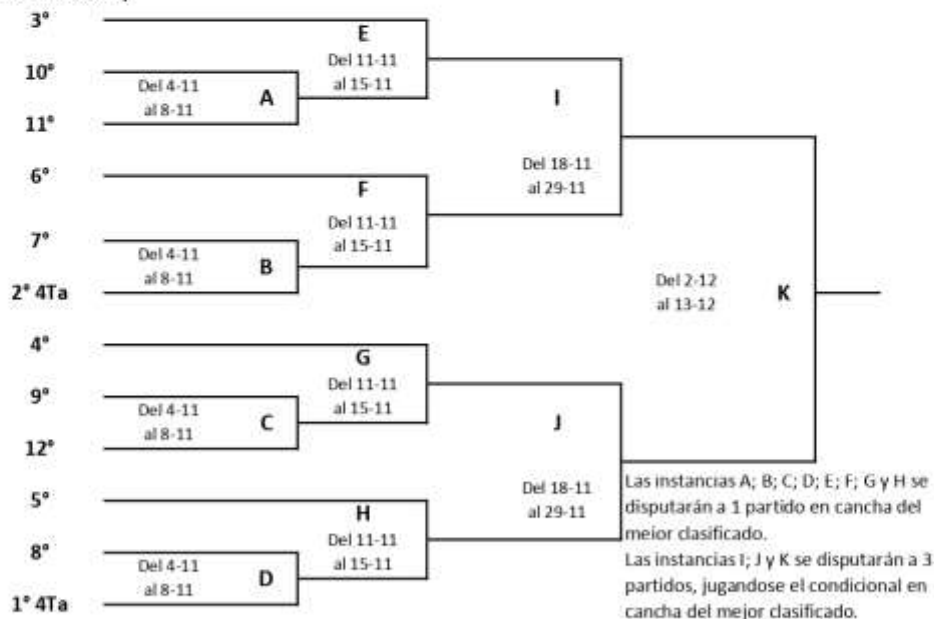 3°
E
Del 11-11
al 15-11
10°
Del 4-11
al 8-11
A
11°
I
Del 18-11
al 29-11
6°
F
Del 11-11
al 15-11
7°
Del 4-11
al 8-11
B
2° 4Ta
Del 2-12
al 13-12
K
4°
G
Del 11-11
al 15-11
9°
Del 4-11
al 8-11
C
12°
J
Del 18-11
al 29-11
5°
H
Del 11-11
al 15-11
8°
Del 4-11
al 8-11
D
1° 4Ta
Las instancias A; B; C; D; E; F; G y H se
disputarán a 1 partido en cancha del
mejor clasificado.
Las instancias I; J y K se disputarán a 3
partidos, jugandose el condicional en
cancha del mejor clasificado.